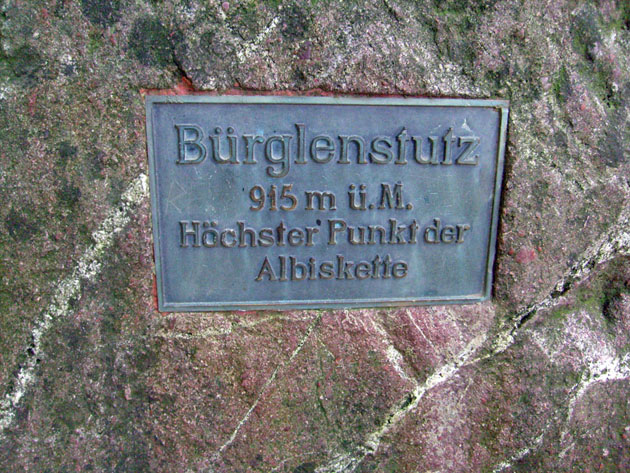 Bürglenstutz
915 m ü.M.
Höchster Punkt der
Albiskette